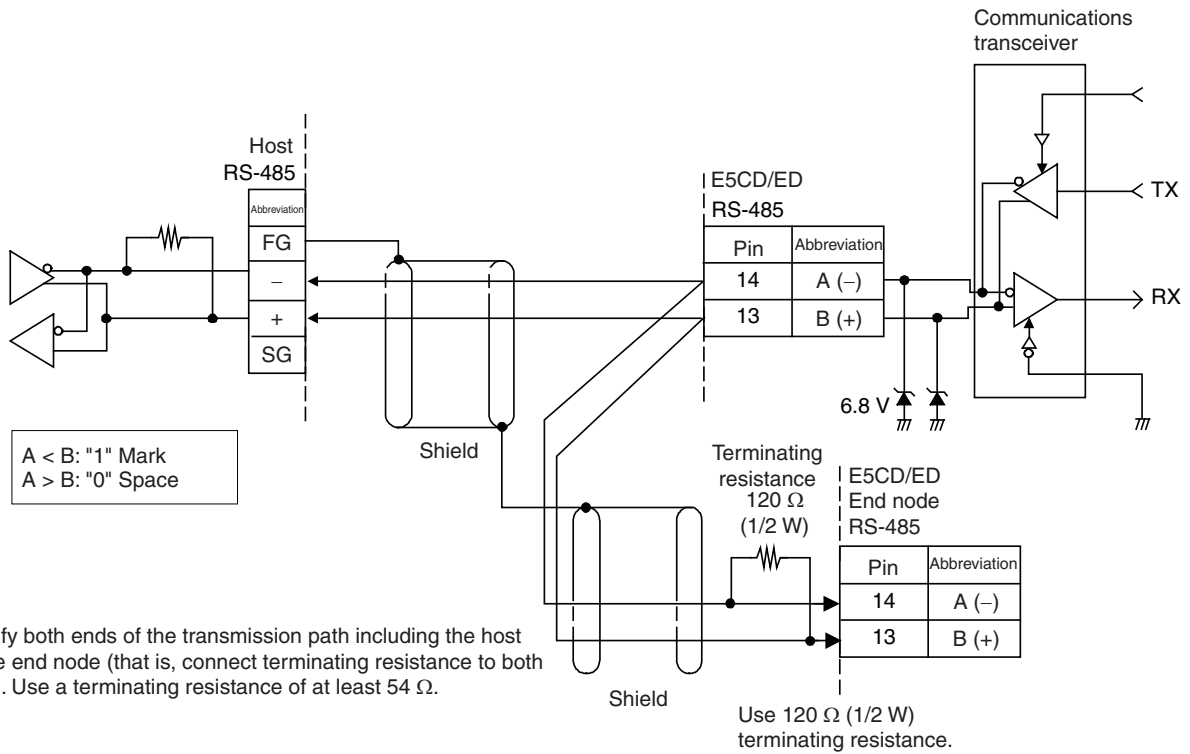 Communications
transceiver
Host
RS-485
Abbreviation
FG
−
+
SG
E5CD/ED
RS-485
Pin
Abbreviation
14
A (−)
13
B (+)
TX
RX
6.8 V
A < B: "1" Mark
A > B: "0" Space
Shield
Terminating
resistance
120 Ω
(1/2 W)
E5CD/ED
End node
RS-485
Pin
Abbreviation
14
A (−)
13
B (+)
fy both ends of the transmission path including the host
e end node (that is, connect terminating resistance to both
. Use a terminating resistance of at least 54 Ω.
Shield
Use 120 Ω (1/2 W)
terminating resistance.